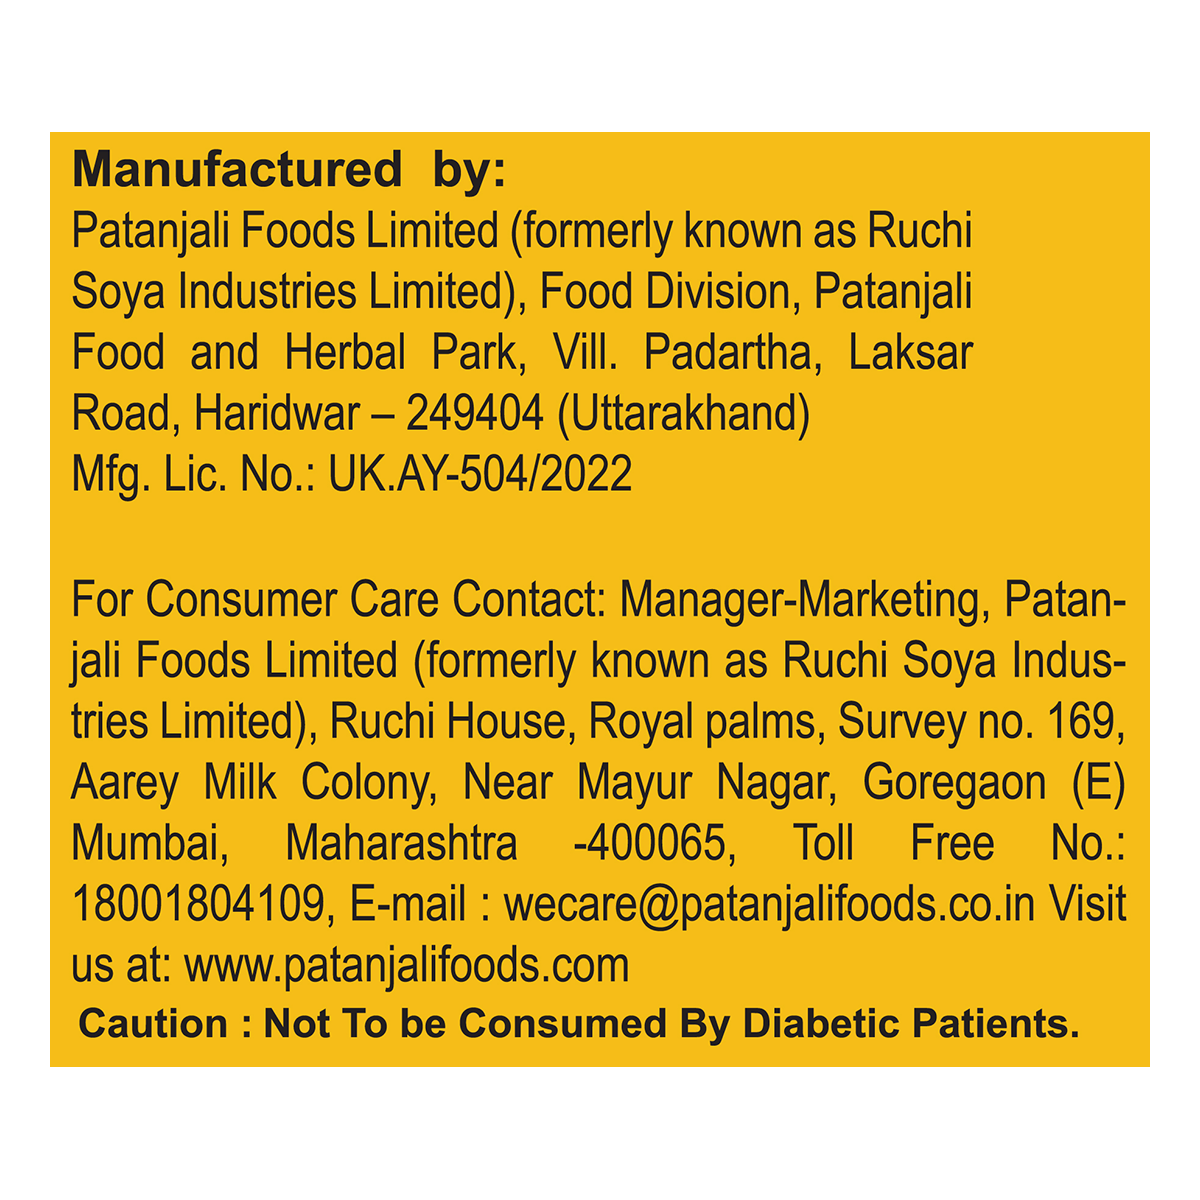 Manufactured by:
Patanjali Foods Limited (formerly known as Ruchi
Soya Industries Limited), Food Division, Patanjali
Food and Herbal Park, Vill. Padartha, Laksar
Road, Haridwar – 249404 (Uttarakhand)
Mfg. Lic. No.: UK.AY-504/2022
For Consumer Care Contact: Manager-Marketing, Patan-
jali Foods Limited (formerly known as Ruchi Soya Indus-
tries Limited), Ruchi House, Royal palms, Survey no. 169,
Aarey Milk Colony, Near Mayur Nagar, Goregaon (E)
Mumbai, Maharashtra -400065, Toll Free No.:
18001804109, E-mail : wecare@patanjalifoods.co.in Visit
us at: www.patanjalifoods.com
Caution : Not To be Consumed By Diabetic Patients.